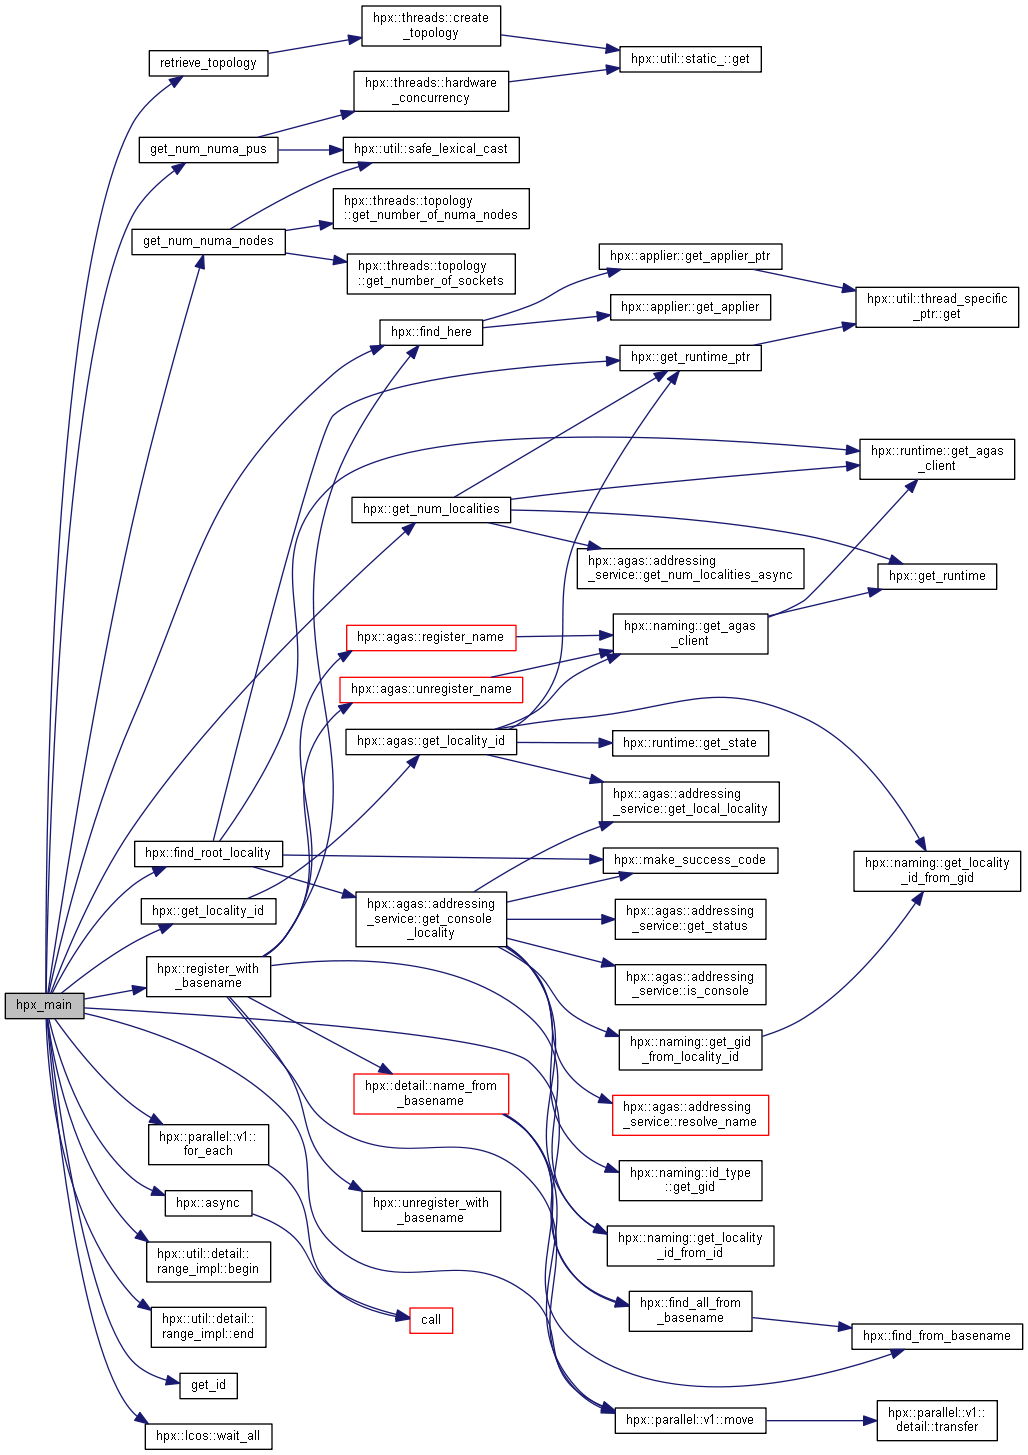 hpx::threads::create
_topology
retrieve_topology
hpx::util::static_::get
hpx::threads::hardware
_concurrency
get_num_numa_pus
hpx::util::safe_lexical_cast
hpx::threads::topology
::get_number_of_numa_nodes
get_num_numa_nodes
hpx::threads::topology
::get_number_of_sockets
hpx::applier::get_applier_ptr
hpx::util::thread_specific
_ptr::get
hpx::applier::get_applier
hpx::find_here
hpx::get_runtime_ptr
hpx::runtime::get_agas
_client
hpx::get_num_localities
hpx::agas::addressing
_service::get_num_localities_async
hpx::get_runtime
hpx::naming::get_agas
_client
hpx::agas::register_name
hpx::agas::unregister_name
hpx::agas::get_locality_id
hpx::runtime::get_state
hpx::agas::addressing
_service::get_local_locality
hpx::find_root_locality
hpx::make_success_code
hpx::naming::get_locality
_id_from_gid
hpx::get_locality_id
hpx::agas::addressing
_service::get_console
_locality
hpx::agas::addressing
_service::get_status
hpx::register_with
_basename
hpx::agas::addressing
_service::is_console
hpx_main
hpx::naming::get_gid
_from_locality_id
hpx::detail::name_from
_basename
hpx::agas::addressing
_service::resolve_name
hpx::parallel::v1::
for_each
hpx::naming::id_type
::get_gid
hpx::async
hpx::unregister_with
_basename
hpx::naming::get_locality
_id_from_id
hpx::util::detail::
range_impl::begin
hpx::find_all_from
_basename
hpx::util::detail::
range_impl::end
call
hpx::find_from_basename
get_id
hpx::parallel::v1::move
hpx::parallel::v1::
detail::transfer
hpx::lcos::wait_all